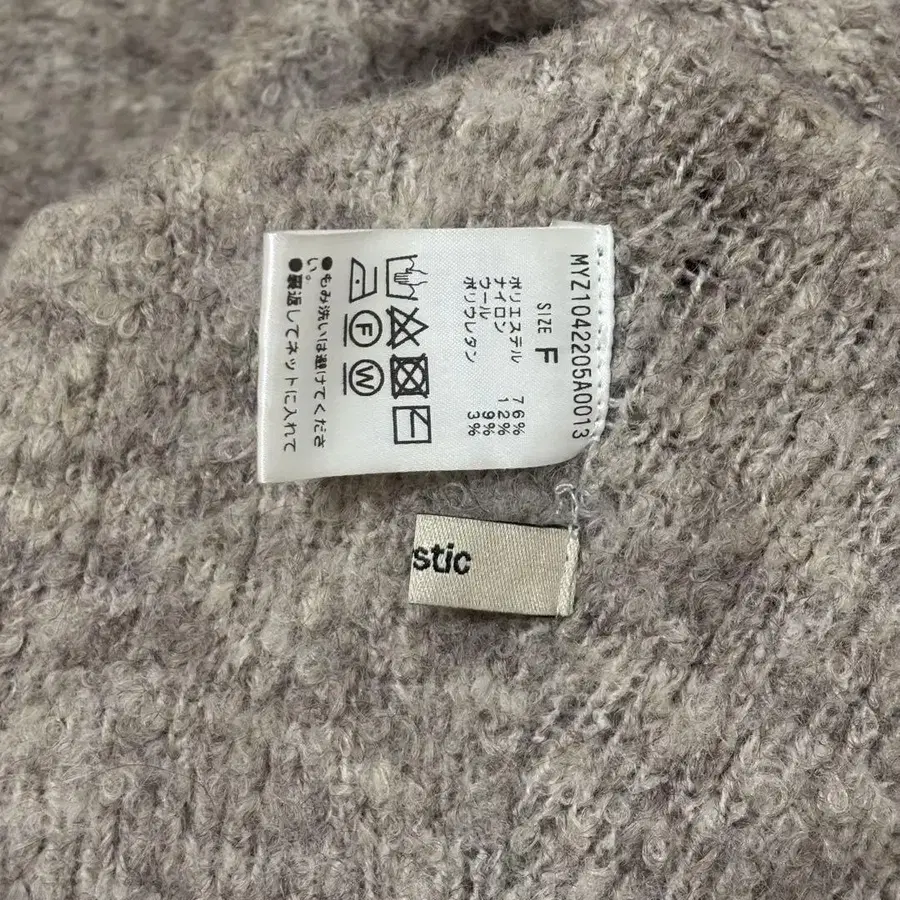 MYZ1042205A0013
SIZE F
ポリエステル 76%
ナイロン 12%
ウール 9%
ポリウレタン 3%
F W
●もみ洗いは避けてくださ
い。
●裏返してネットに入れて
stic